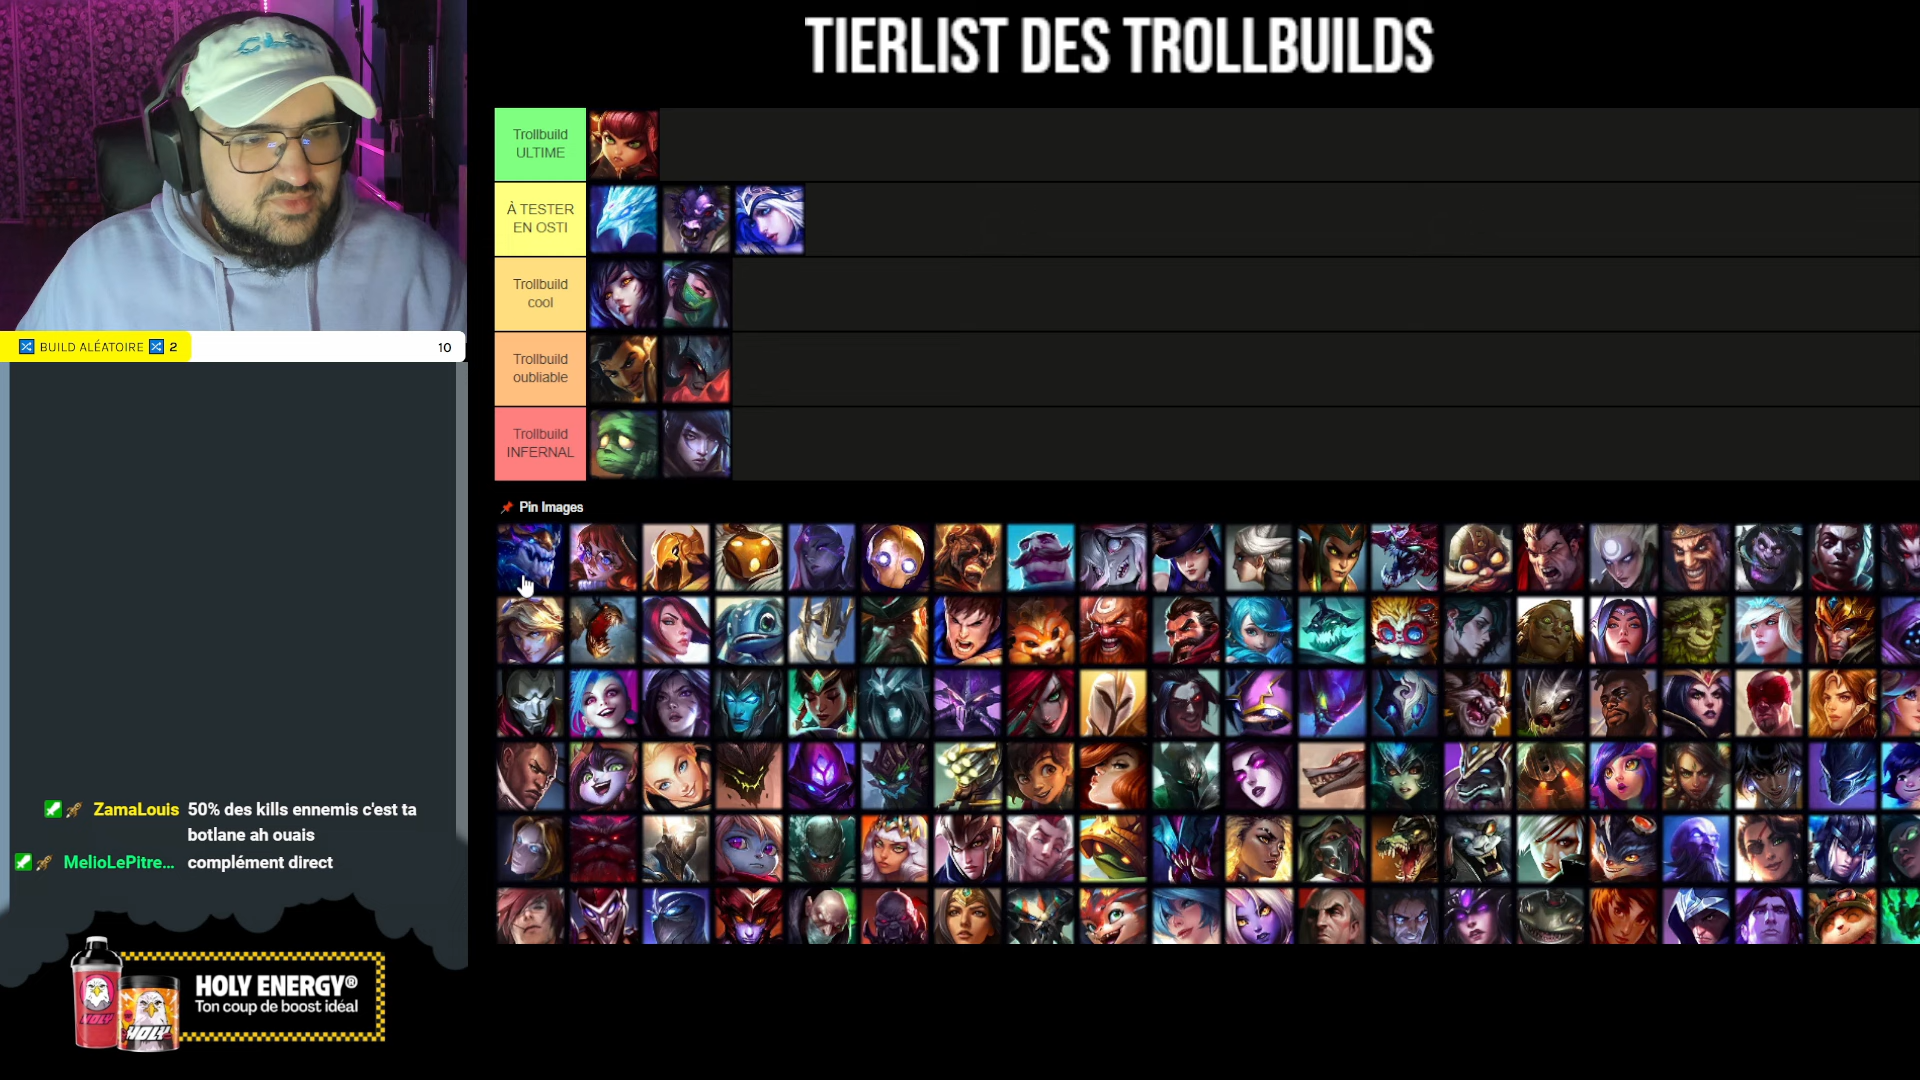 TIERLIST DES TROLLBUILDS
Trollbuild
ULTIME
À TESTER
EN OSTI
Trollbuild
cool
Trollbuild
oubliable
Trollbuild
INFERNAL
BUILD ALÉATOIRE 2
10
Pin Images
ZamaLouis 50% des kills ennemis c'est ta
botlane ah ouais
MelioLePitre... complément direct
HOLY ENERGY®
Ton coup de boost idéal
HOLY
HOLY